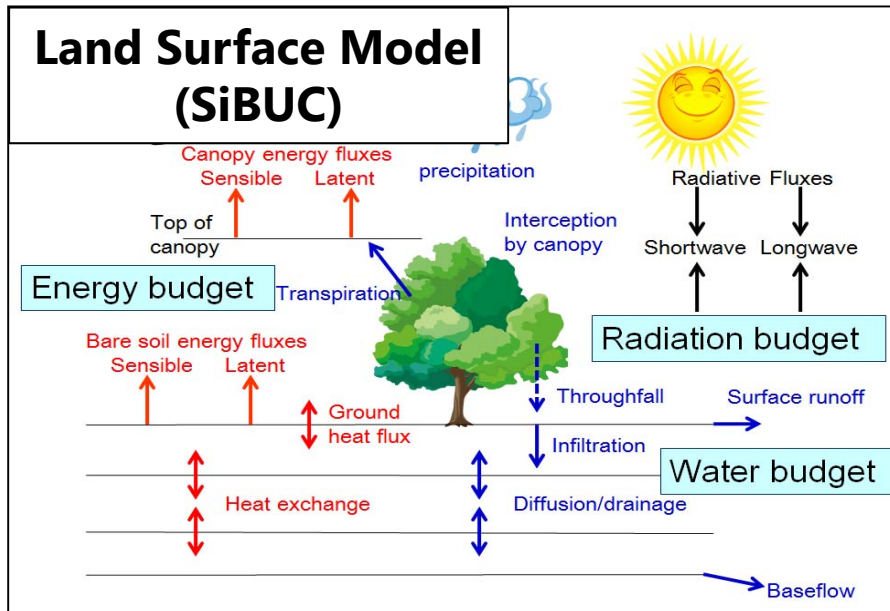 Land Surface Model
(SiBUC)
Canopy energy fluxes
Sensible Latent
precipitation
Radiative Fluxes
Top of
canopy
Interception
by canopy
Shortwave Longwave
Energy budget
Transpiration
Radiation budget
Bare soil energy fluxes
Sensible Latent
Throughfall
Surface runoff
Ground
heat flux
Infiltration
Water budget
Heat exchange
Diffusion/drainage
Baseflow